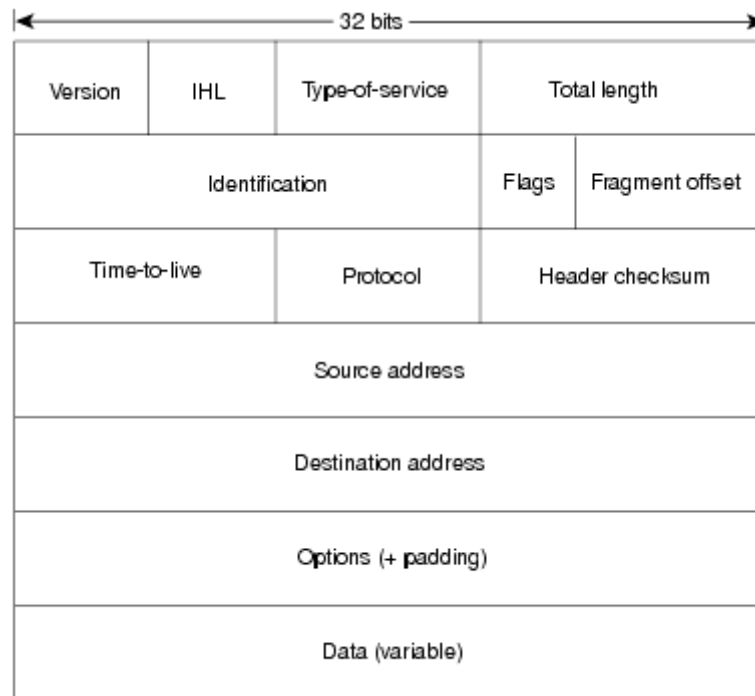 32 bits
Version IHL Type-of-service Total length
Identification Flags Fragment offset
Time-to-live Protocol Header checksum
Source address
Destination address
Options (+ padding)
Data (variable)